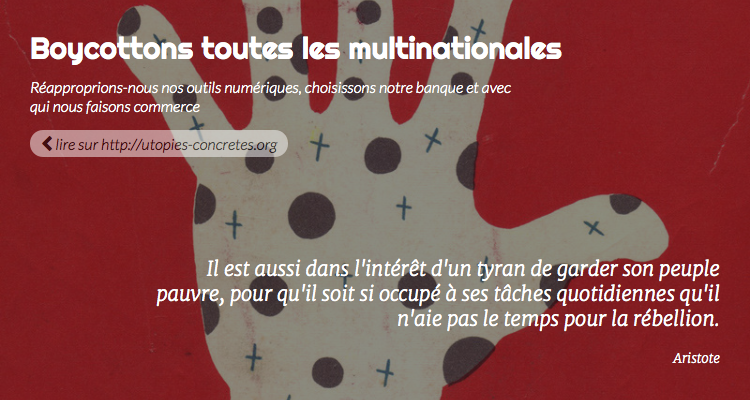 Boycottons toutes les multinationales
Réapproprions-nous nos outils numériques, choisissons notre banque et avec
qui nous faisons commerce
lire sur http://utopies-concretes.org
Il est aussi dans l'intérêt d'un tyran de garder son peuple
pauvre, pour qu'il soit si occupé à ses tâches quotidiennes qu'il
n'aie pas le temps pour la rébellion.
Aristote